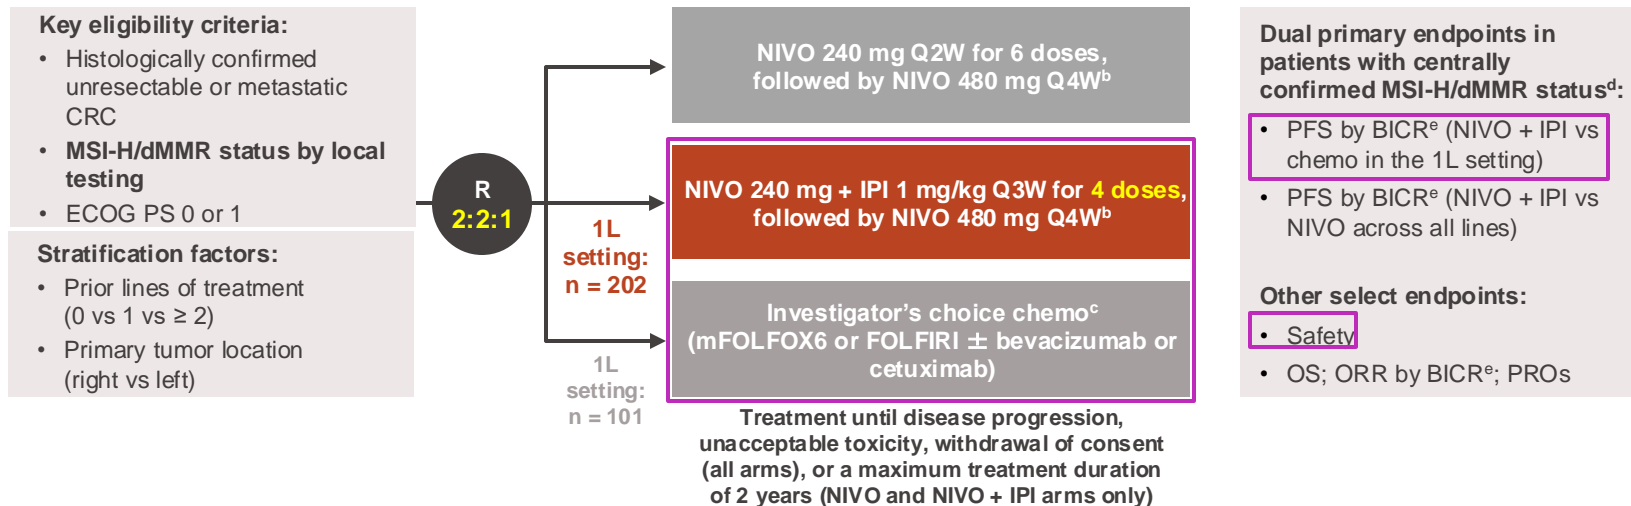 Key eligibility criteria:
• Histologically confirmed
unresectable or metastatic
CRC
• MSI-H/dMMR status by local
testing
• ECOG PS 0 or 1
Stratification factors:
• Prior lines of treatment
(0 vs 1 vs ≥ 2)
• Primary tumor location
(right vs left)
R
2:2:1
1L
setting:
n = 202
1L
setting:
n = 101
NIVO 240 mg Q2W for 6 doses,
followed by NIVO 480 mg Q4Wᵇ
NIVO 240 mg + IPI 1 mg/kg Q3W for 4 doses,
followed by NIVO 480 mg Q4Wᵇ
Investigator's choice chemoᶜ
(mFOLFOX6 or FOLFIRI ± bevacizumab or
cetuximab)
Treatment until disease progression,
unacceptable toxicity, withdrawal of consent
(all arms), or a maximum treatment duration
of 2 years (NIVO and NIVO + IPI arms only)
Dual primary endpoints in
patients with centrally
confirmed MSI-H/dMMR statusᵈ:
• PFS by BICRᵉ (NIVO + IPI vs
chemo in the 1L setting)
• PFS by BICRᵉ (NIVO + IPI vs
NIVO across all lines)
Other select endpoints:
• Safety
• OS; ORR by BICRᵉ; PROs